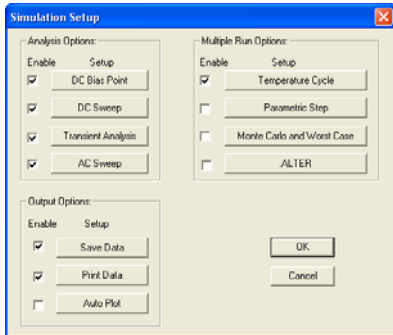 Simulation Setup
Analysis Options:
Enable Setup
DC Bias Point
DC Sweep
Transient Analysis
AC Sweep
Multiple Run Options:
Enable Setup
Temperature Cycle
Parametric Step
Monte Carlo and Worst Case
ALTER
Output Options:
Enable Setup
Save Data
Print Data
Auto Plot
OK
Cancel